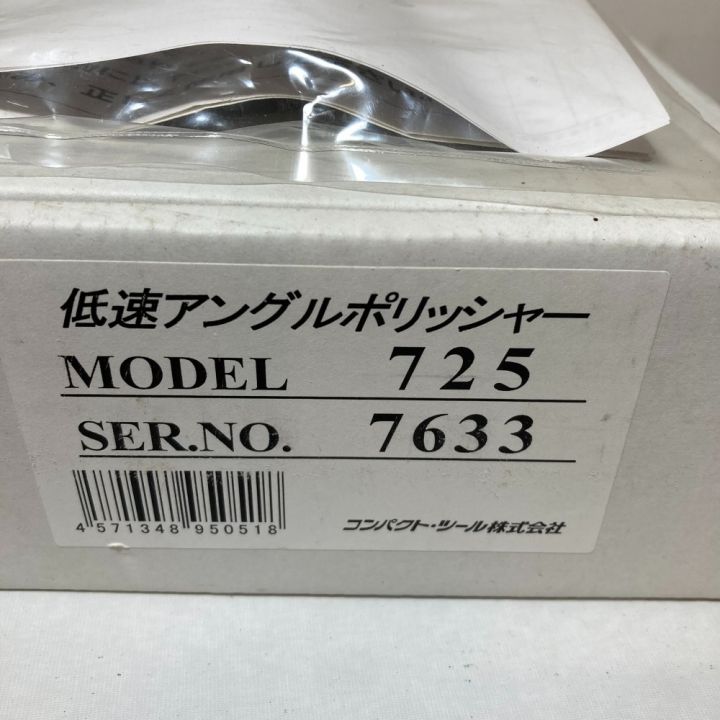 正
低速アングルポリッシャー
MODEL 725
SER.NO. 7633
4 571348 950518
コンパクト・ツール株式会社